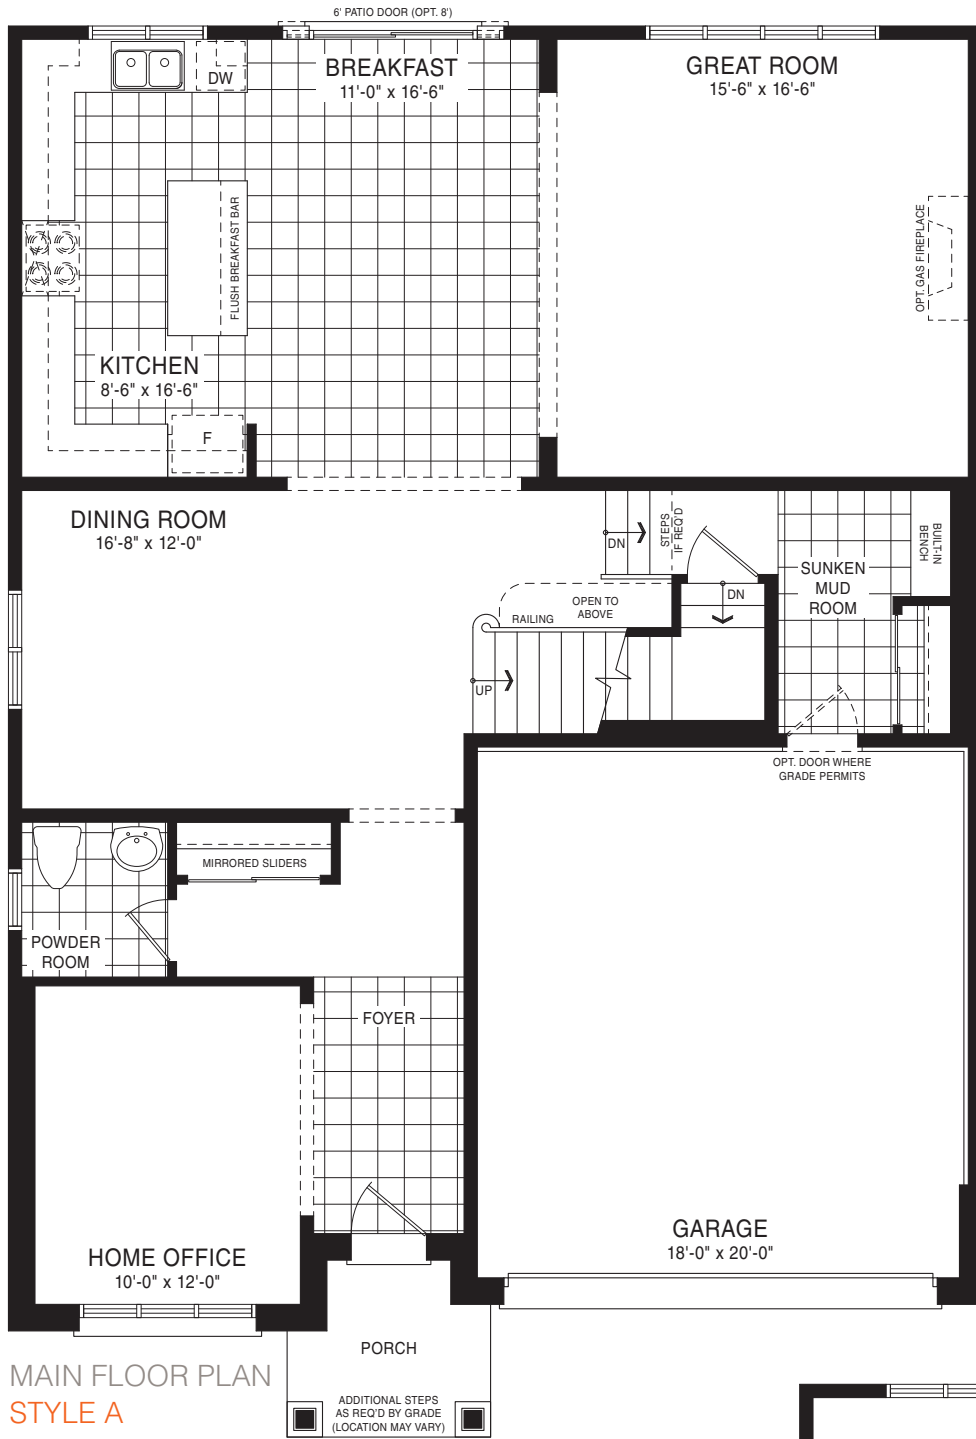 6' PATIO DOOR (OPT. 8')
DW
BREAKFAST
11'-0" x 16'-6"
GREAT ROOM
15'-6" x 16'-6"
FLUSH BREAKFAST BAR
OPT. GAS FIREPLACE
KITCHEN
8'-6" x 16'-6"
F
DINING ROOM
16'-8" x 12'-0"
DN
STEPS
IF REQ'D
BUILT-IN
BENCH
SUNKEN
MUD
ROOM
DN
OPEN TO
ABOVE
RAILING
UP
OPT. DOOR WHERE
GRADE PERMITS
MIRRORED SLIDERS
POWDER
ROOM
FOYER
GARAGE
18'-0" x 20'-0"
HOME OFFICE
10'-0" x 12'-0"
PORCH
MAIN FLOOR PLAN
STYLE A
ADDITIONAL STEPS
AS REQ'D BY GRADE
(LOCATION MAY VARY)